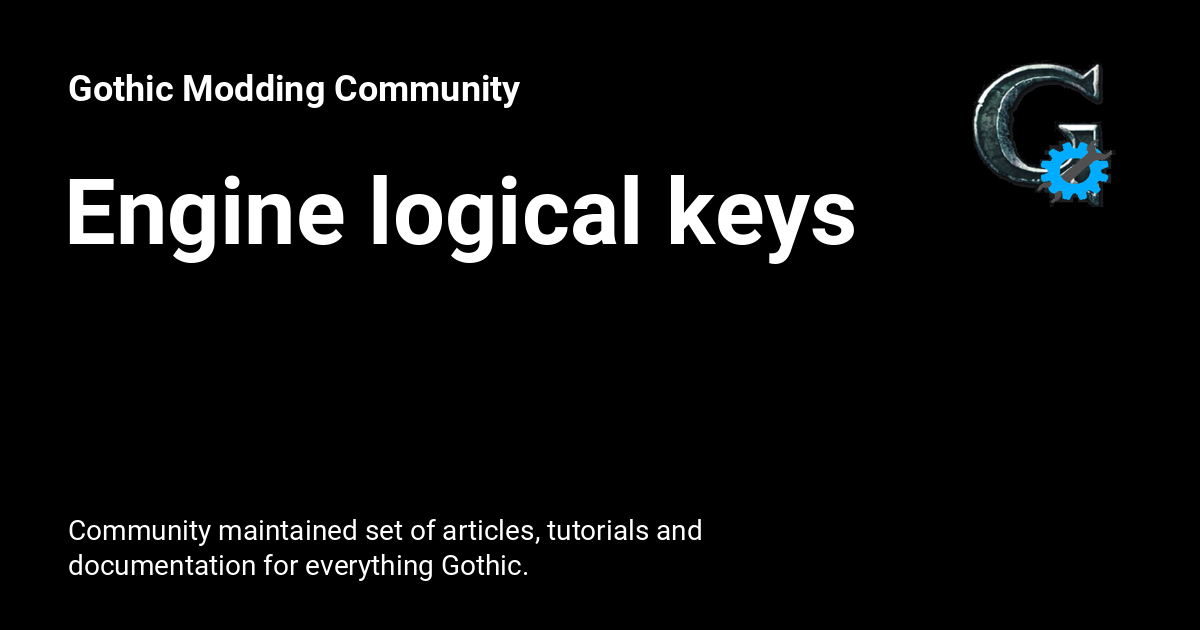 Gothic Modding Community
Engine logical keys
Community maintained set of articles, tutorials and
documentation for everything Gothic.
G